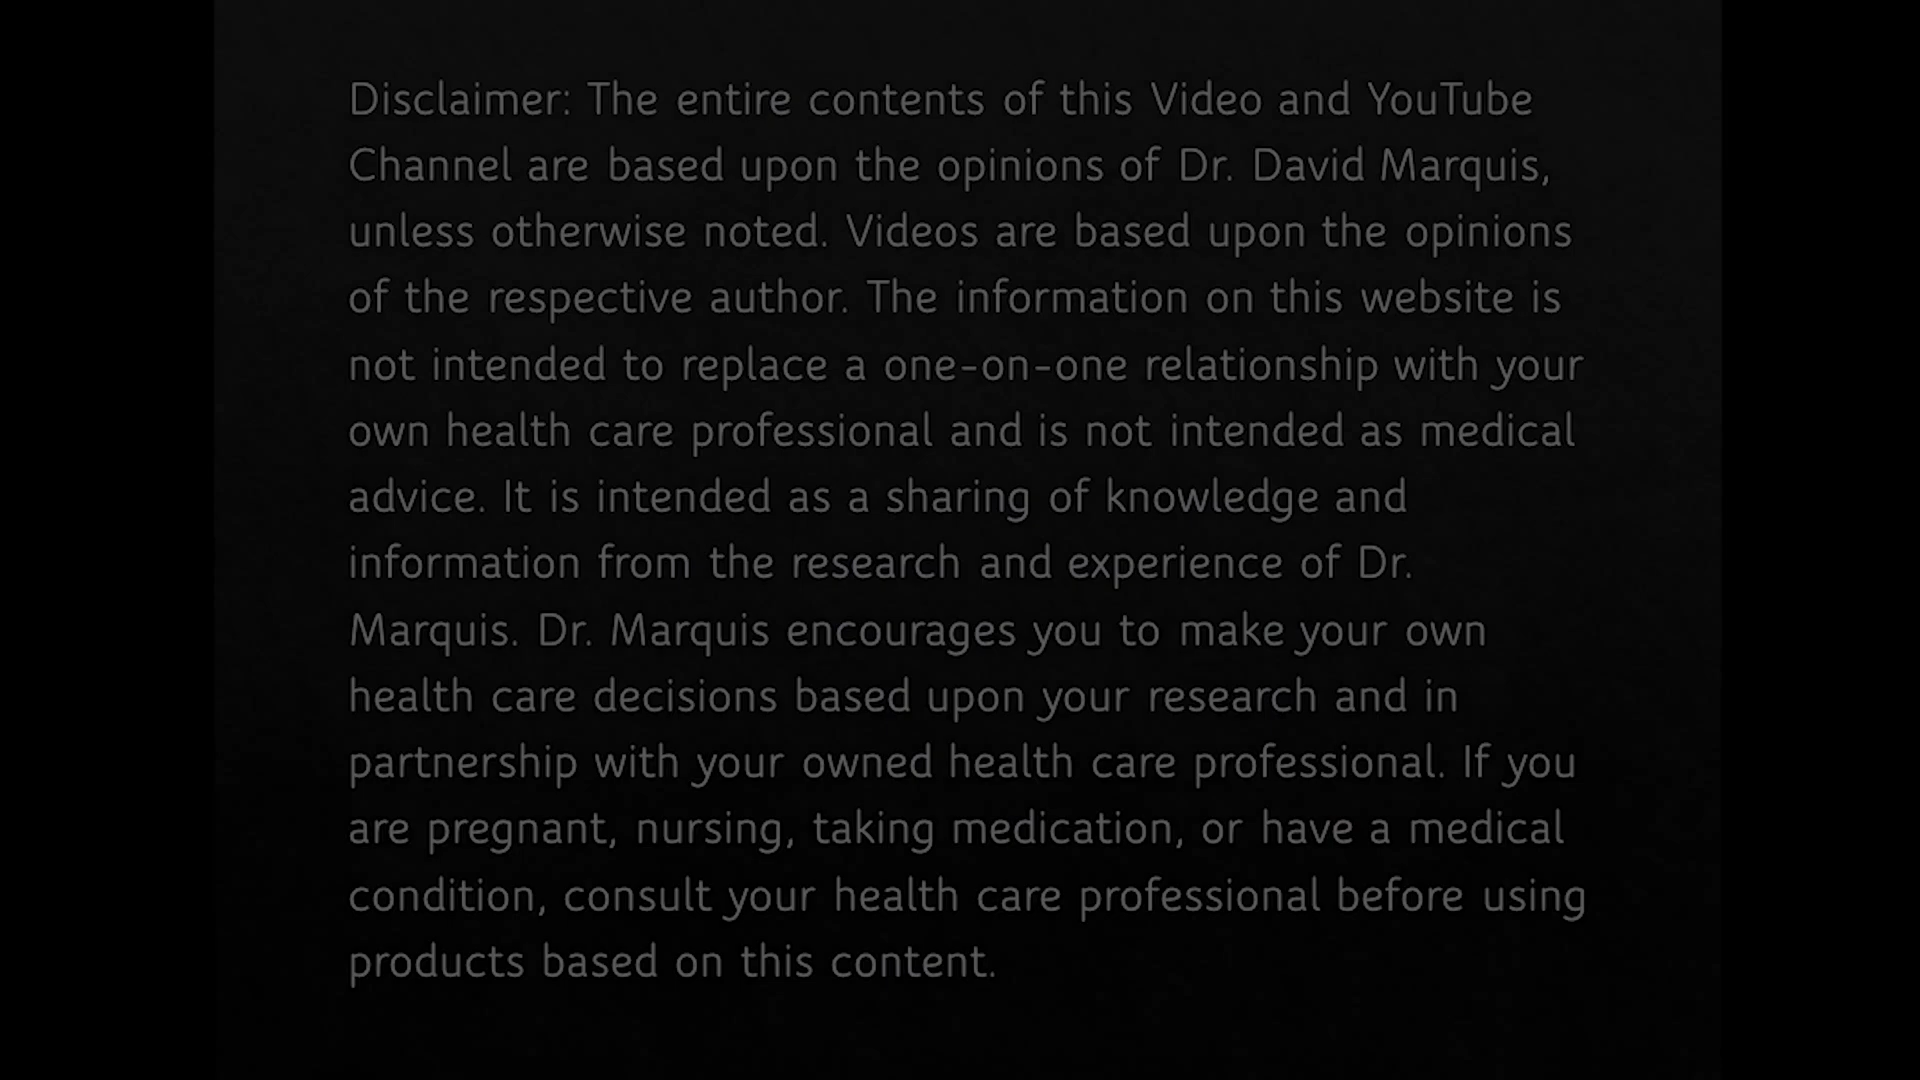 Disclaimer: The entire contents of this Video and YouTube
Channel are based upon the opinions of Dr. David Marquis,
unless otherwise noted. Videos are based upon the opinions
of the respective author. The information on this website is
not intended to replace a one-on-one relationship with your
own health care professional and is not intended as medical
advice. It is intended as a sharing of knowledge and
information from the research and experience of Dr.
Marquis. Dr. Marquis encourages you to make your own
health care decisions based upon your research and in
partnership with your owned health care professional. If you
are pregnant, nursing, taking medication, or have a medical
condition, consult your health care professional before using
products based on this content.